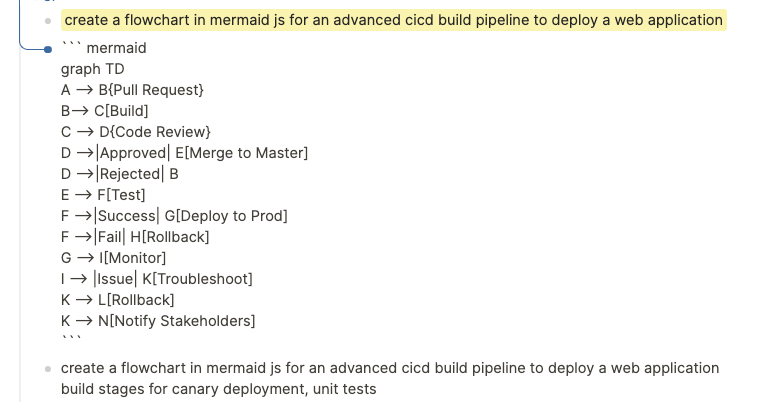 create a flowchart in mermaid js for an advanced cicd build pipeline to deploy a web application
``` mermaid
graph TD
A --> B{Pull Request}
B--> C[Build]
C --> D{Code Review}
D -->|Approved| E[Merge to Master]
D -->|Rejected| B
E --> F[Test]
F -->|Success| G[Deploy to Prod]
F -->|Fail| H[Rollback]
G --> I[Monitor]
I --> |Issue| K[Troubleshoot]
K --> L[Rollback]
K --> N[Notify Stakeholders]
```
create a flowchart in mermaid js for an advanced cicd build pipeline to deploy a web application
build stages for canary deployment, unit tests